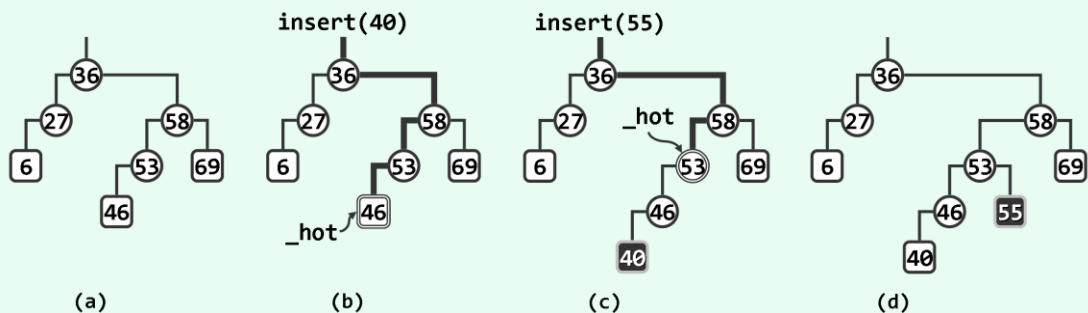 insert(40) insert(55)
36 36 36 36
27 58 27 58 _hot 27 58 27 58
6 53 69 6 53 69 6 53 69 6 53 69
46 _hot 46 46 46 55
40 40
(a) (b) (c) (d)